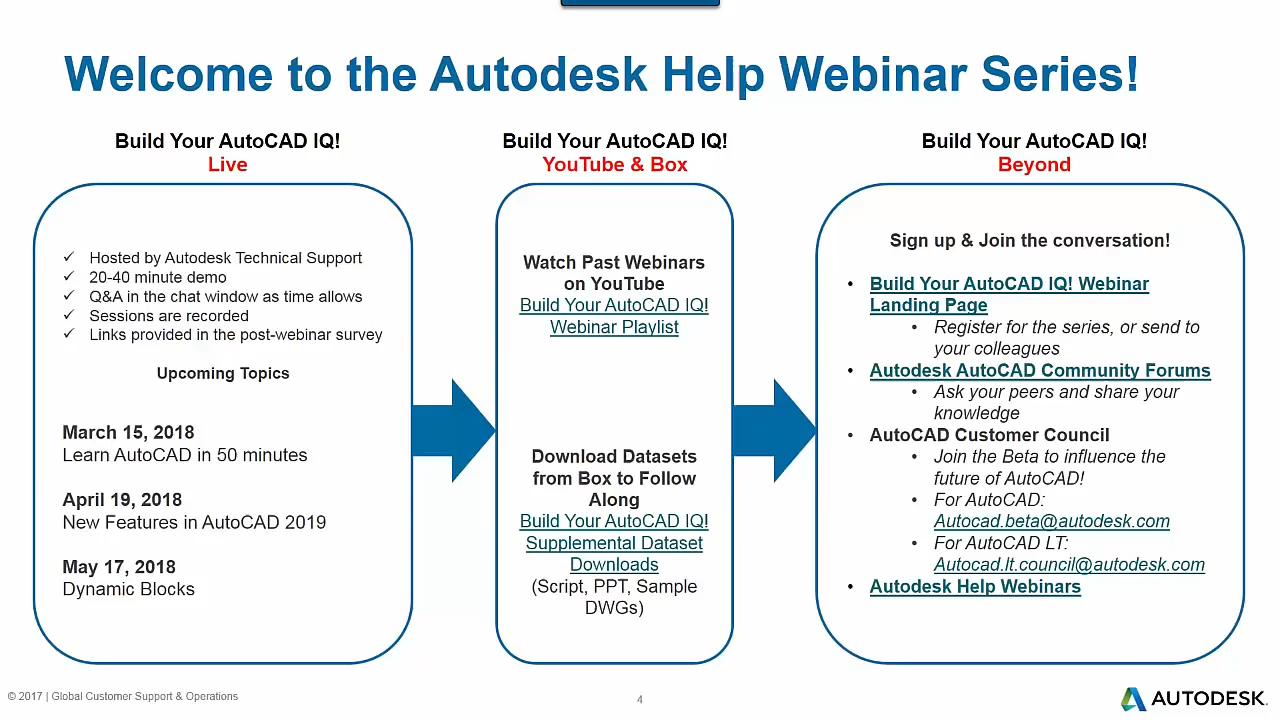 Welcome to the Autodesk Help Webinar Series!
Build Your AutoCAD IQ!
Live
Hosted by Autodesk Technical Support
20-40 minute demo
Q&A in the chat window as time allows
Sessions are recorded
Links provided in the post-webinar survey
Upcoming Topics
March 15, 2018
Learn AutoCAD in 50 minutes
April 19, 2018
New Features in AutoCAD 2019
May 17, 2018
Dynamic Blocks
Build Your AutoCAD IQ!
YouTube & Box
Watch Past Webinars
on YouTube
Build Your AutoCAD IQ!
Webinar Playlist
Download Datasets
from Box to Follow
Along
Build Your AutoCAD IQ!
Supplemental Dataset
Downloads
(Script, PPT, Sample
DWGs)
Build Your AutoCAD IQ!
Beyond
Sign up & Join the conversation!
• Build Your AutoCAD IQ! Webinar
Landing Page
• Register for the series, or send to
your colleagues
• Autodesk AutoCAD Community Forums
• Ask your peers and share your
knowledge
• AutoCAD Customer Council
• Join the Beta to influence the
future of AutoCAD!
• For AutoCAD:
Autocad.beta@autodesk.com
• For AutoCAD LT:
Autocad.lt.council@autodesk.com
• Autodesk Help Webinars
© 2017 | Global Customer Support & Operations
4
AUTODESK.